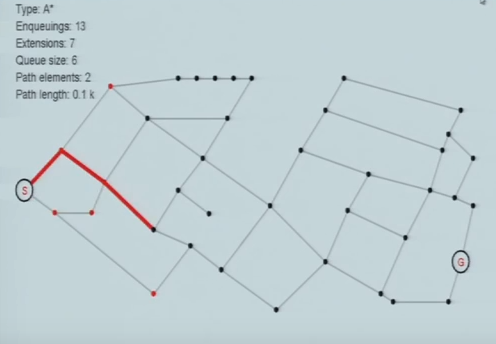 Type: A*
Enqueuings: 13
Extensions: 7
Queue size: 6
Path elements: 2
Path length: 0.1 k
S
G